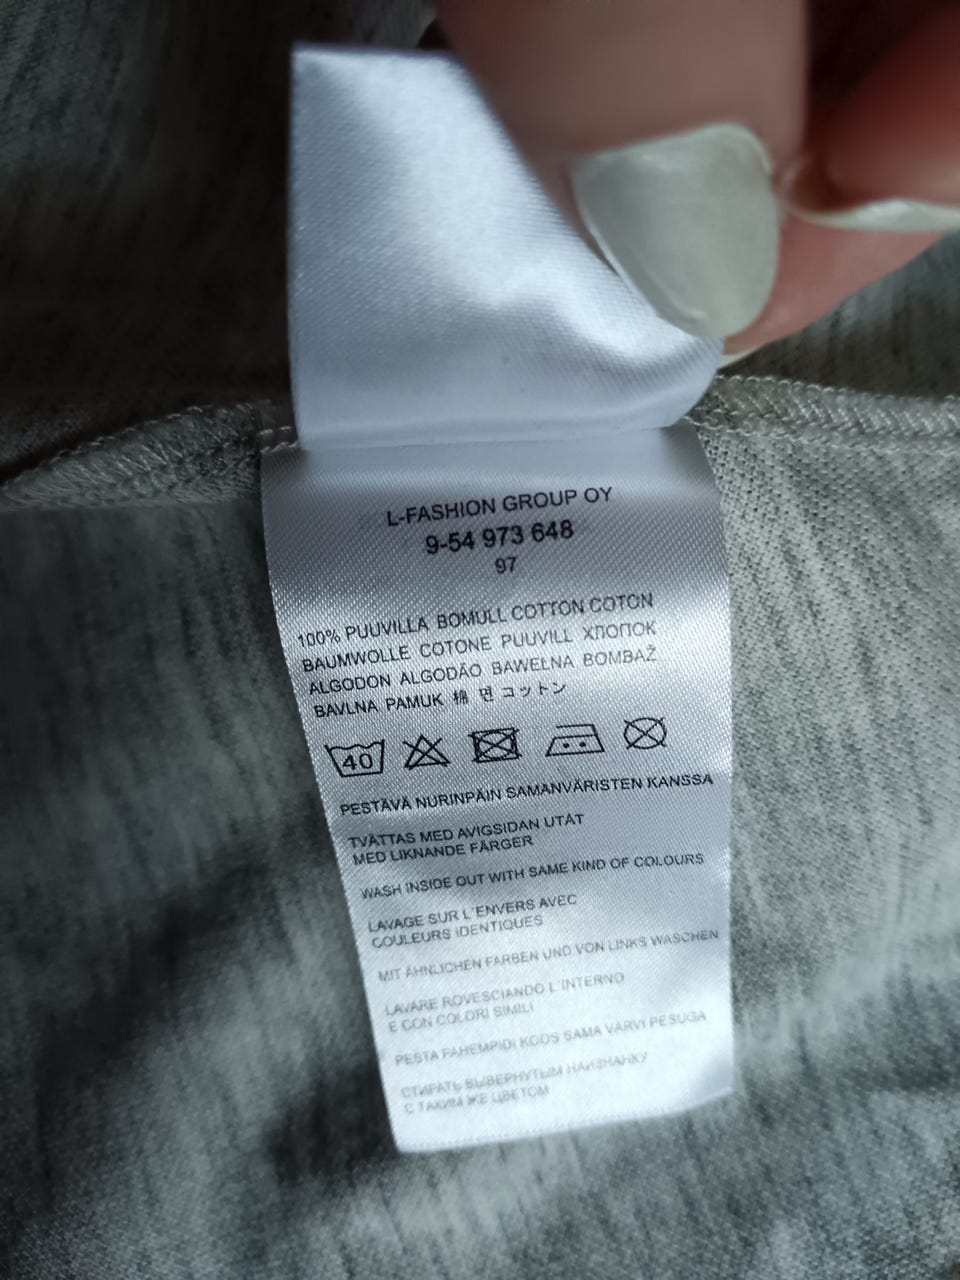 L-FASHION GROUP OY
9-54 973 648
97
100% PUUVILLA BOMULL COTTON COTON
BAUMWOLLE COTONE PUUVILL ХЛОПОК
ALGODON ALGODÃO BAWEŁNA BOMBAŽ
BAVLNA PAMUK 棉 면 コットン
40
PESTÄVÄ NURINPÄIN SAMANVÄRISTEN KANSSA
TVÄTTAS MED AVIGSIDAN UTÅT
MED LIKNANDE FÄRGER
WASH INSIDE OUT WITH SAME KIND OF COLOURS
LAVAGE SUR L'ENVERS AVEC
COULEURS IDENTIQUES
MIT ÄHNLICHEN FARBEN UND VON LINKS WASCHEN
LAVARE ROVESCIANDO L'INTERNO
E CON COLORI SIMILI
PESTA PAHEMPIDI KOOS SAMA VÄRVI PESUGA
СТИРАТЬ ВЫВЕРНУТЫМ НАИЗНАНКУ
С ТАКИМ ЖЕ ЦВЕТОМ